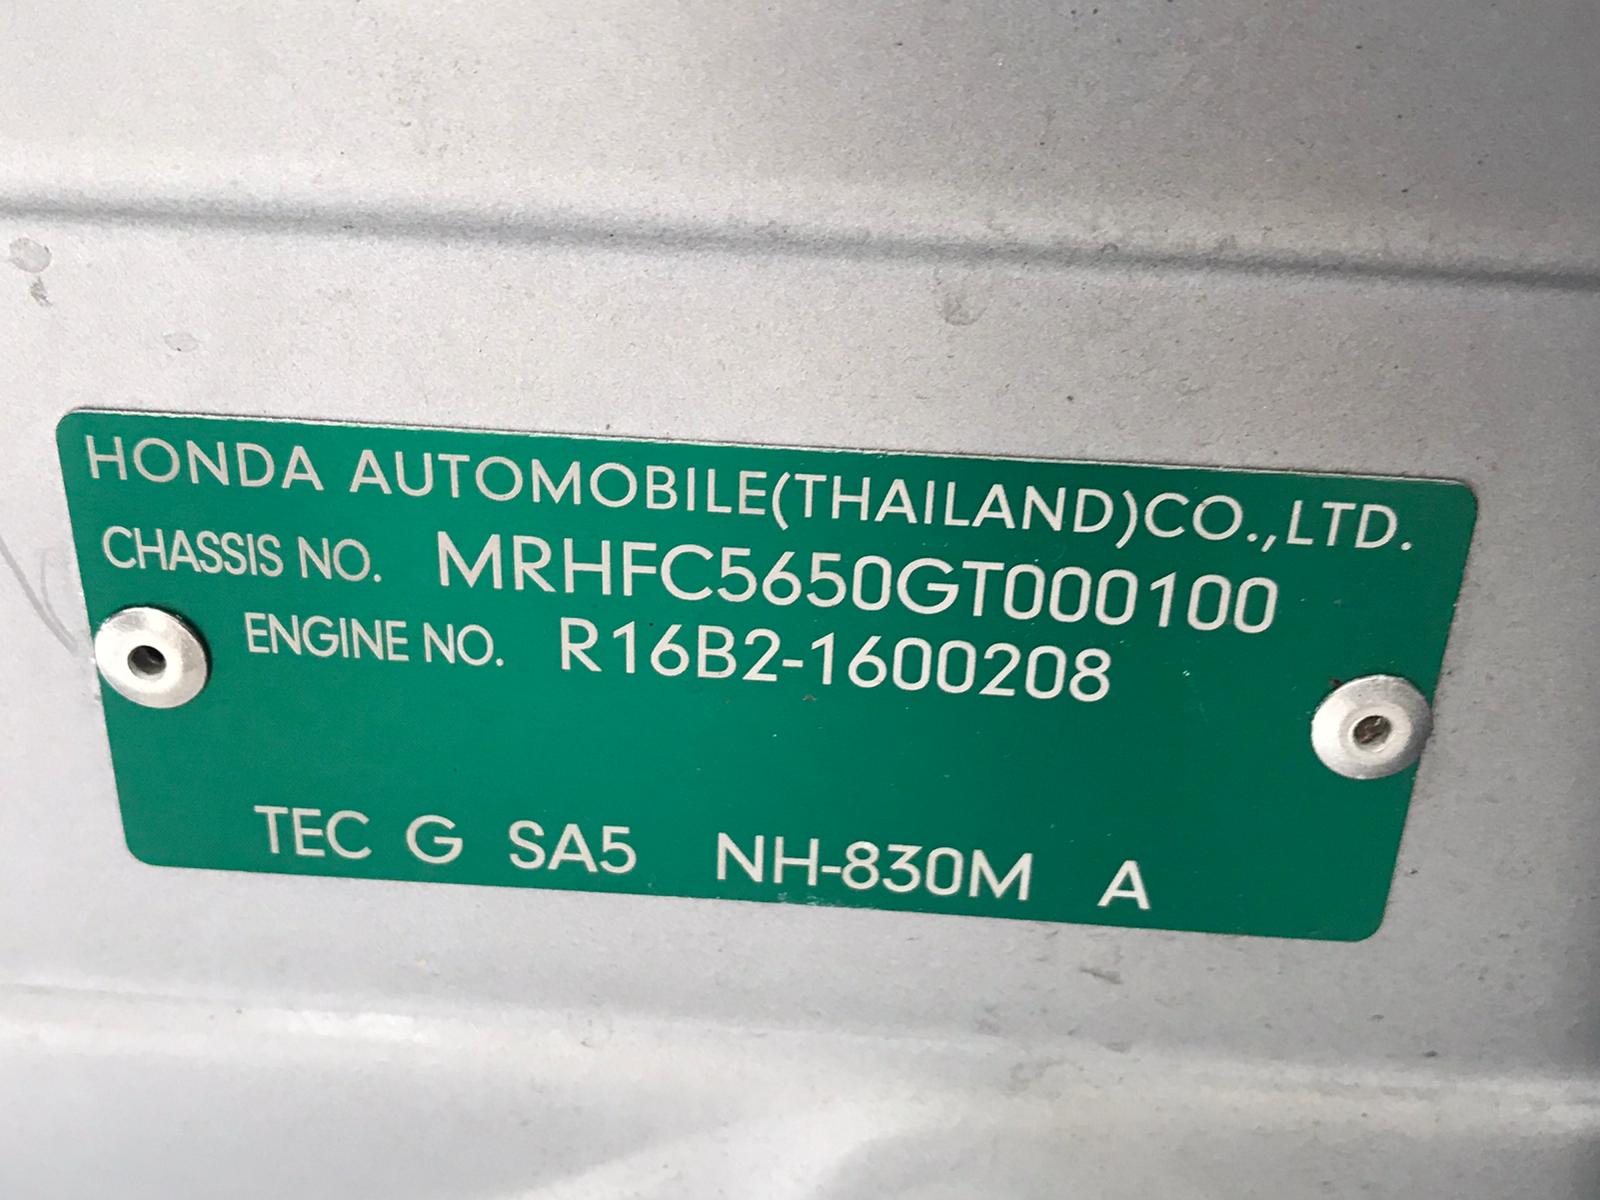 HONDA AUTOMOBILE(THAILAND)CO.,LTD.
CHASSIS NO. MRHFC5650GT000100
ENGINE NO. R16B2-1600208
TEC G SA5 NH-830M A